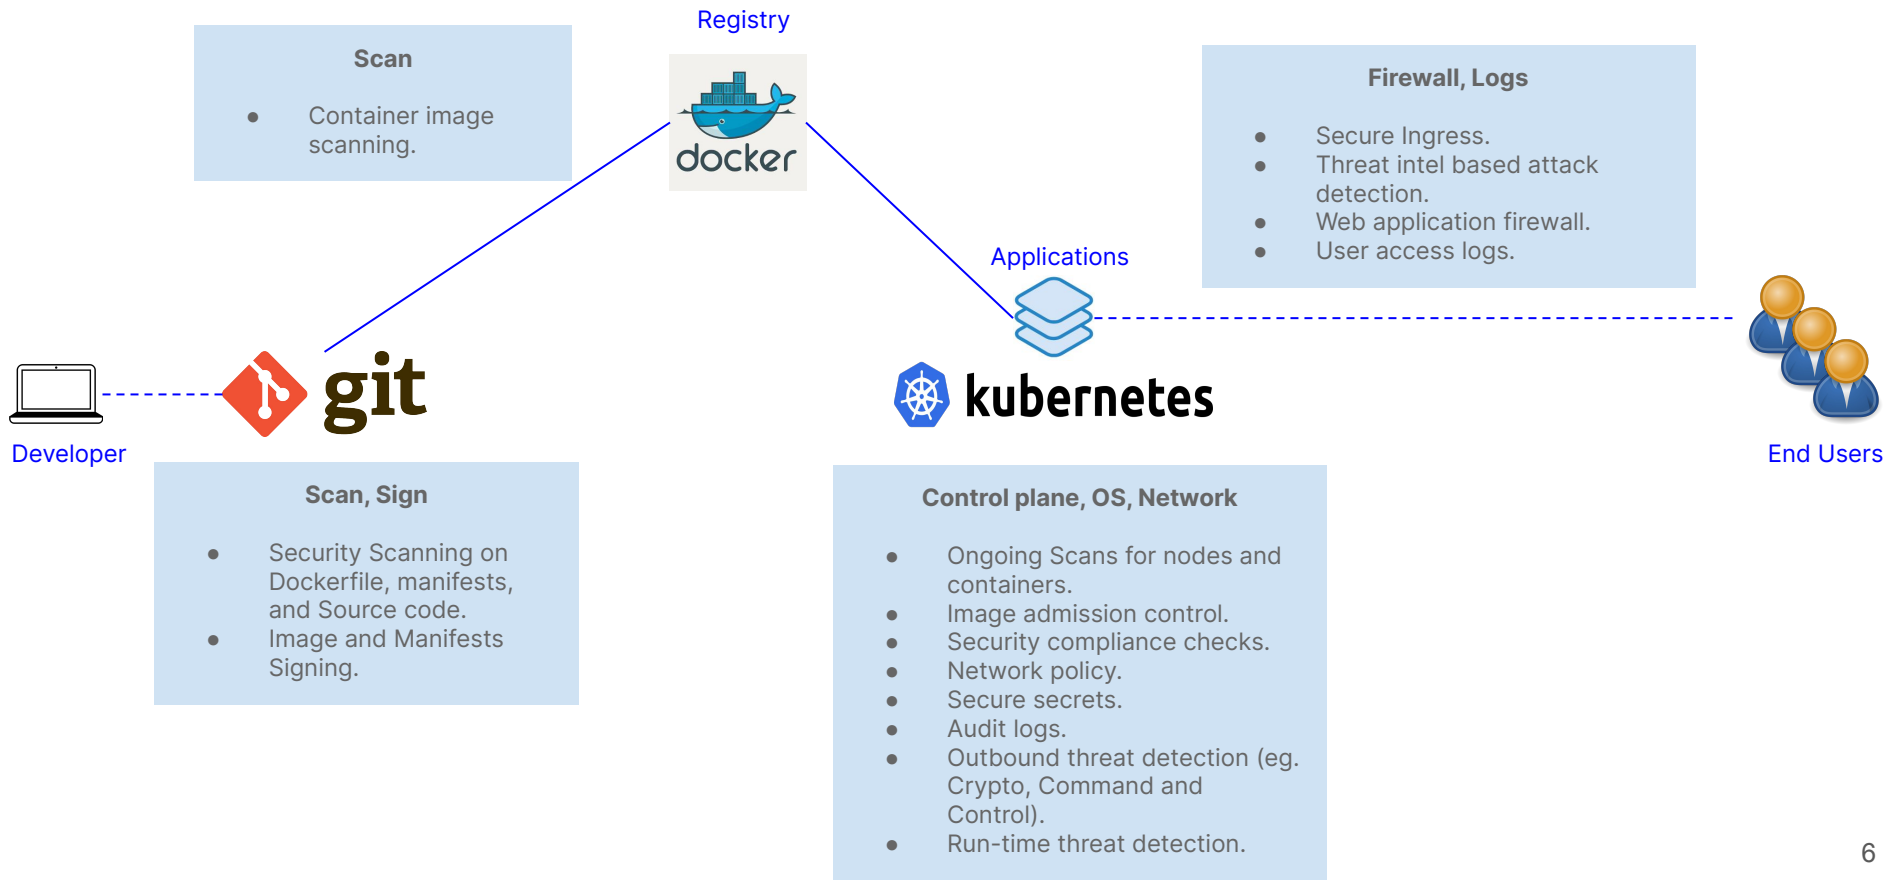 Registry
Scan
● Container image
scanning.
docker
Firewall, Logs
● Secure Ingress.
● Threat intel based attack
detection.
● Web application firewall.
● User access logs.
Applications
git
kubernetes
Developer
End Users
Scan, Sign
● Security Scanning on
Dockerfile, manifests,
and Source code.
● Image and Manifests
Signing.
Control plane, OS, Network
● Ongoing Scans for nodes and
containers.
● Image admission control.
● Security compliance checks.
● Network policy.
● Secure secrets.
● Audit logs.
● Outbound threat detection (eg.
Crypto, Command and
Control).
● Run-time threat detection.
6